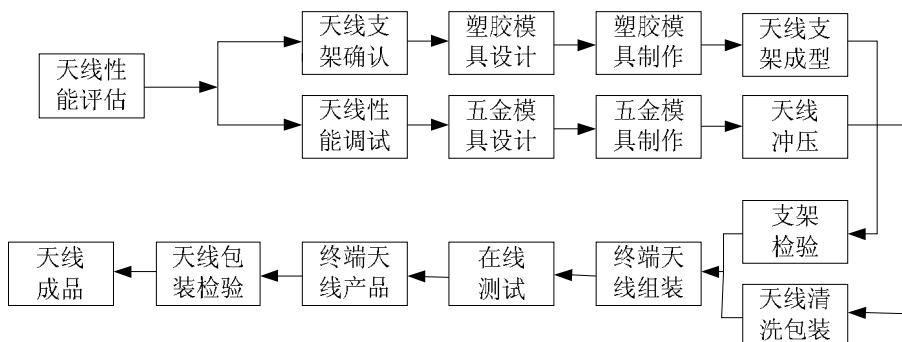 天线性
能评估
天线支
架确认
塑胶模
具设计
塑胶模
具制作
天线支
架成型
天线性
能调试
五金模
具设计
五金模
具制作
天线
冲压
支架
检验
天线清
洗包装
终端天
线组装
在线
测试
终端天
线产品
天线包
装检验
天线
成品